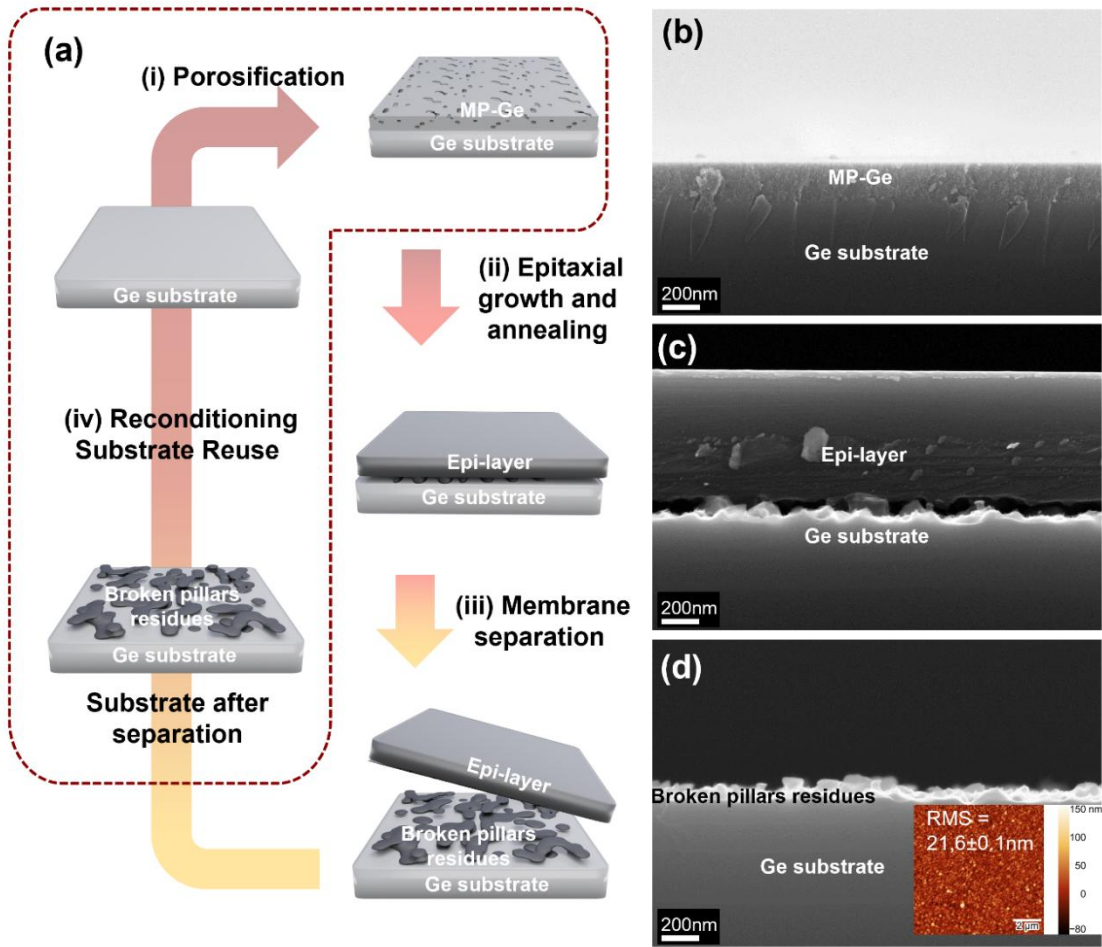 (a)
(i) Porosification
MP-Ge
Ge substrate
Ge substrate
(ii) Epitaxial
growth and
annealing
(iv) Reconditioning
Substrate Reuse
Epi-layer
Ge substrate
Broken pillars
residues
Ge substrate
(iii) Membrane
separation
Substrate after
separation
Epi-layer
Broken pillars
residues
Ge substrate
(b)
MP-Ge
Ge substrate
200nm
(c)
Epi-layer
Ge substrate
200nm
(d)
Broken pillars residues
RMS =
21,6±0,1nm
2 µm
150 nm
100
50
0
−80
Ge substrate
200nm